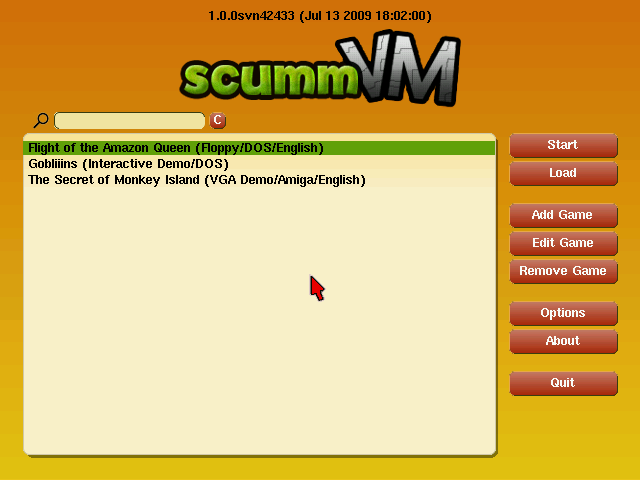 1.0.0svn42433 (Jul 13 2009 18:02:00)
scummVM
C
Flight of the Amazon Queen (Floppy/DOS/English)
Gobliiins (Interactive Demo/DOS)
The Secret of Monkey Island (VGA Demo/Amiga/English)
Start
Load
Add Game
Edit Game
Remove Game
Options
About
Quit